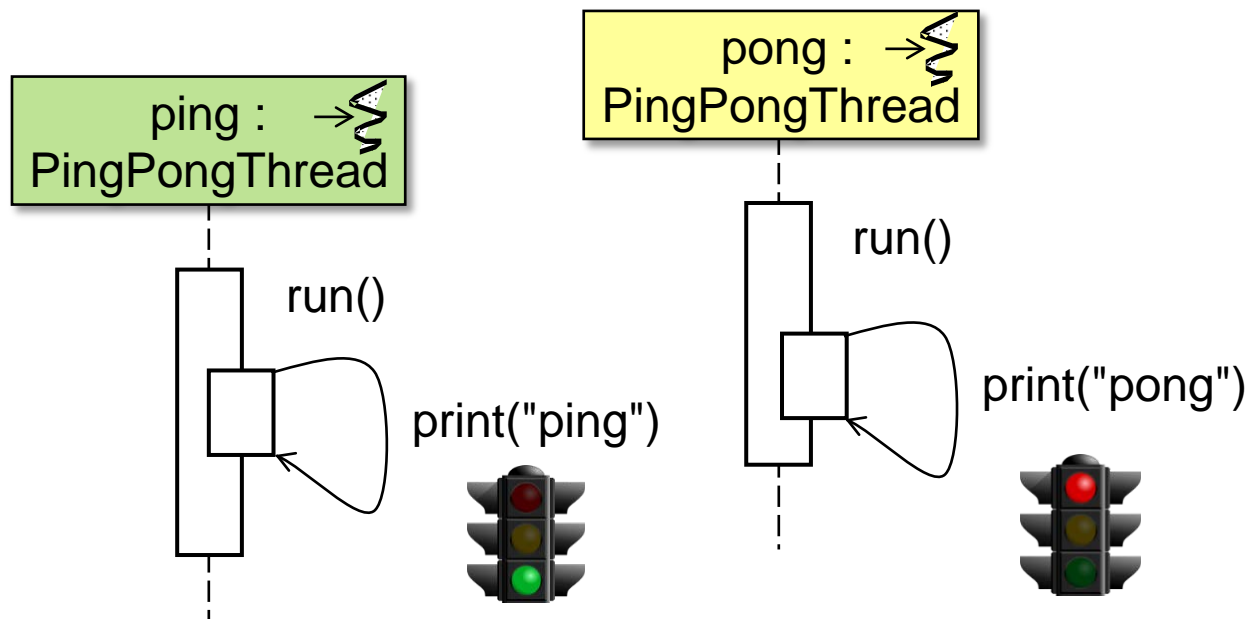 ping :
PingPongThread
run()
print("ping")
pong :
PingPongThread
run()
print("pong")